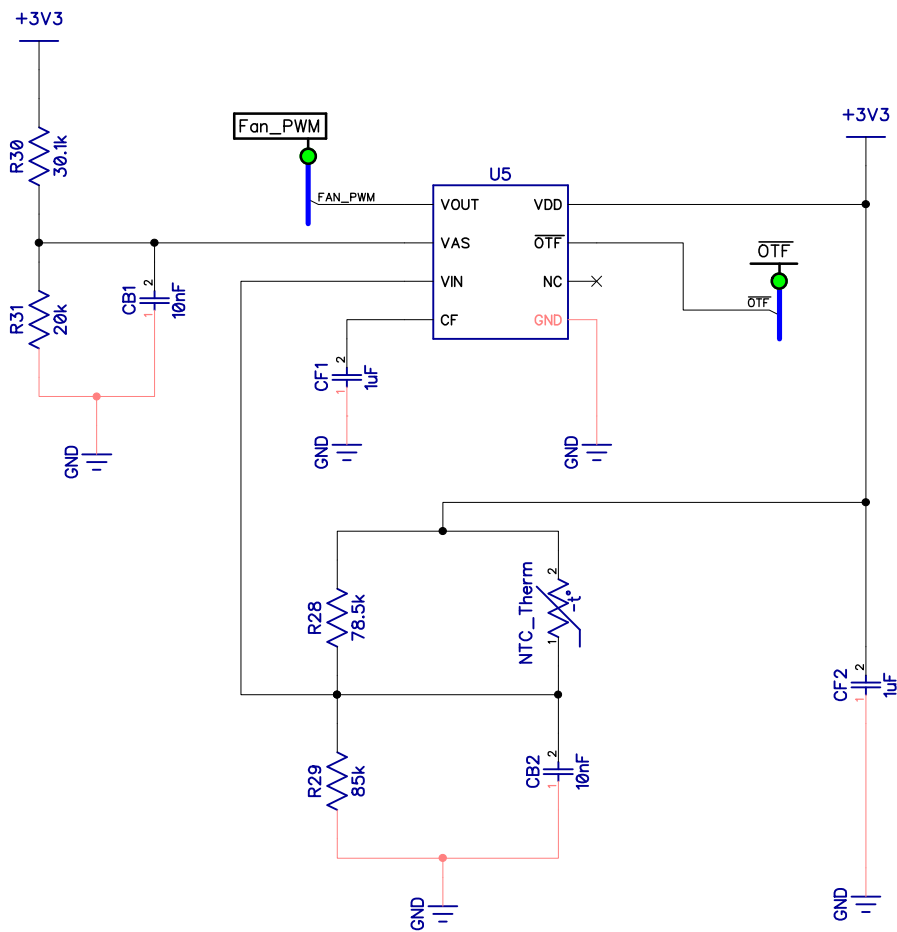 +3V3
R30
30.1k
R31
20k
2
CB1
10nF
1
GND
Fan_PWM
FAN_PWM
U5
VOUT
VAS
VIN
CF
VDD
OTF
NC
GND
+3V3
OTF
OTF
2
CF1
1uF
1
GND
GND
R28
78.5k
NTC_Therm
2
-t°
1
R29
85k
2
CB2
10nF
1
GND
2
CF2
1uF
1
GND